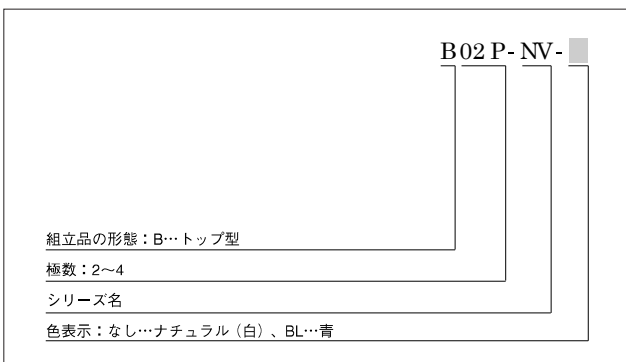 B02P-NV-
組立品の形態：B…トップ型
極数：2～4
シリーズ名
色表示：なし…ナチュラル（白）、BL…青